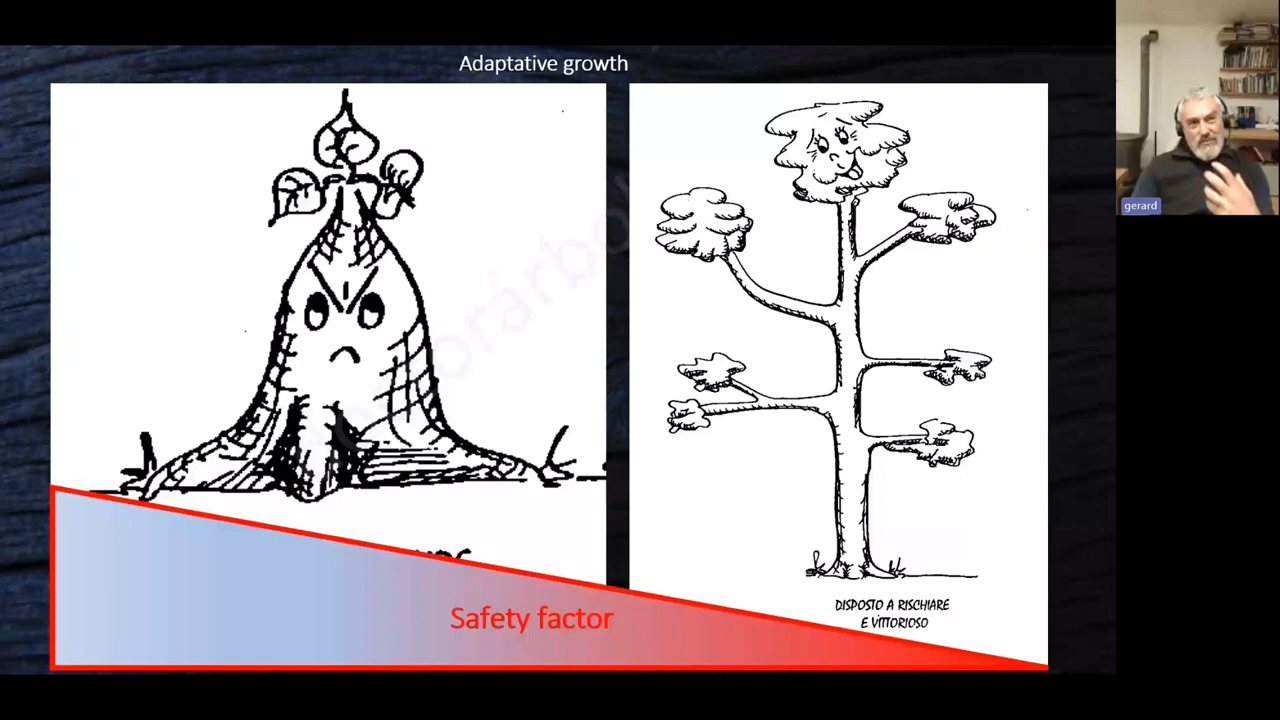 Adaptative growth
Safety factor
DISPOSTO A RISCHIARE
E VITTORIOSO
gerard